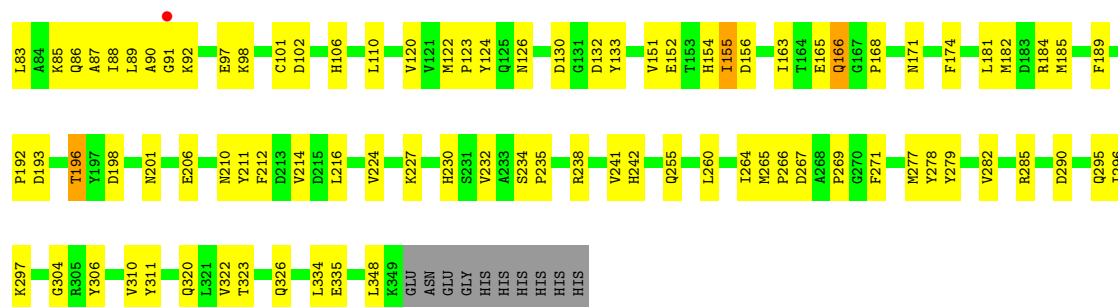 L83 A84 K85 Q86 A87 I88 L89 A90 G91 K92 E97 K98 C101 D102 H106 L110 V120 V121 M122 P123 Y124 Q125 N126 D130 G131 D132 Y133 V151 E152 T153 H154 I155 D156 I163 T164 E165 Q166 G167 P168 N171 F174 L181 M182 D183 R184 M185 F189
P192 D193 T196 Y197 D198 N201 E206 N210 Y211 F212 D213 V214 D215 L216 V224 K227 H230 S231 V232 A233 S234 P235 R238 V241 H242 Q255 L260 I264 M265 P266 D267 A268 P269 G270 F271 M277 Y278 Y279 V282 R285 D290 Q295
K297 G304 R305 Y306 V310 Y311 Q320 L321 V322 T323 Q326 L334 E335 L348 K349 GLU ASN GLU GLY HIS HIS HIS HIS HIS HIS